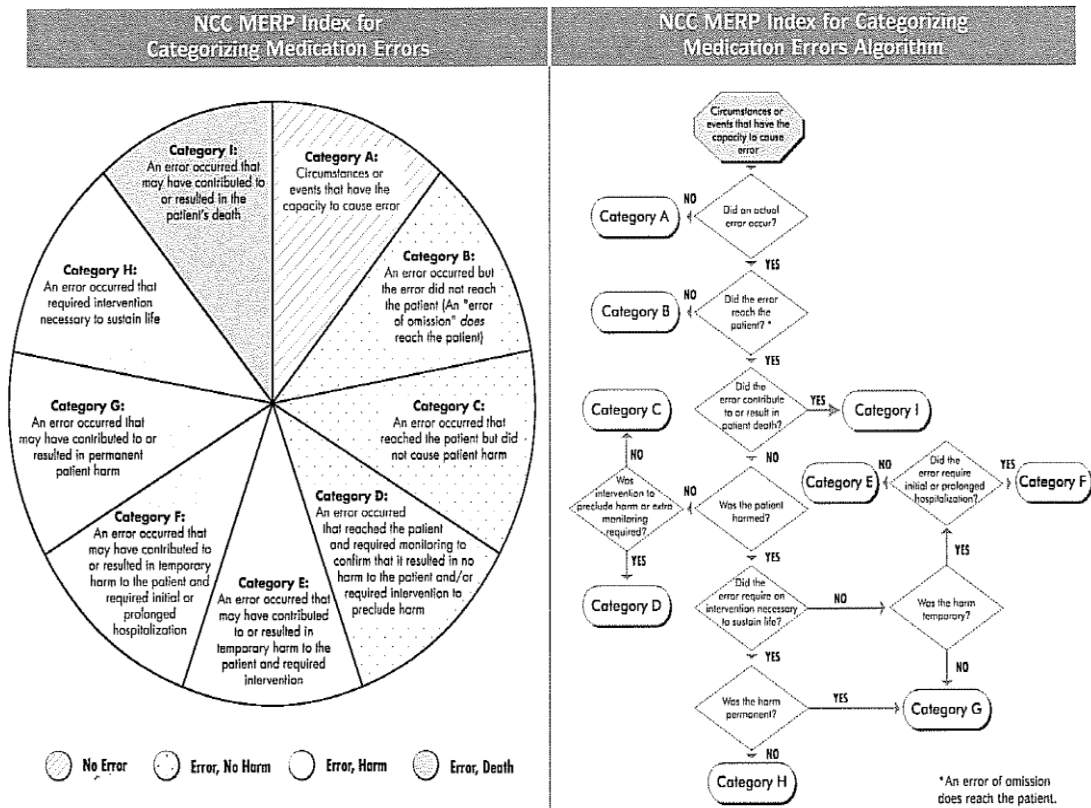 NCC MERP Index for
Categorizing Medication Errors
Category I:
An error occurred that
may have contributed to
or resulted in the
patient's death
Category A:
Circumstances or
events that have the
capacity to cause error
Category B:
An error occurred but
the error did not reach
the patient (An "error
of omission" does
reach the patient)
Category H:
An error occurred that
required intervention
necessary to sustain life
Category G:
An error occurred that
may have contributed to or
resulted in permanent
patient harm
Category C:
An error occurred that
reached the patient but did
not cause patient harm
Category F:
An error occurred that
may have contributed to
or resulted in temporary
harm to the patient and
required initial or
prolonged
hospitalization
Category E:
An error occurred that
may have contributed
to or resulted in
temporary harm to the
patient and required
intervention
Category D:
An error occurred
that reached the patient
and required monitoring to
confirm that it resulted in no
harm to the patient and/or
required intervention to
preclude harm
No Error
Error, No Harm
Error, Harm
Error, Death
NCC MERP Index for Categorizing
Medication Errors Algorithm
Circumstances or
events that have the
capacity to cause
error
Did an actual
error occur?
NO
Category A
YES
Did the error
reach the
patient? *
NO
Category B
YES
Did the
error contribute
to or result in
patient death?
YES
Category I
NO
Was the patient
harmed?
NO
Was
intervention to
preclude harm or extra
monitoring
required?
NO
Category C
YES
Category D
YES
Did the
error require an
intervention necessary
to sustain life?
NO
Was the harm
temporary?
YES
Did the
error require
initial or prolonged
hospitalization?
NO
Category E
YES
Category F
NO
Category G
YES
Was the harm
permanent?
YES
NO
Category H
*An error of omission
does reach the patient.